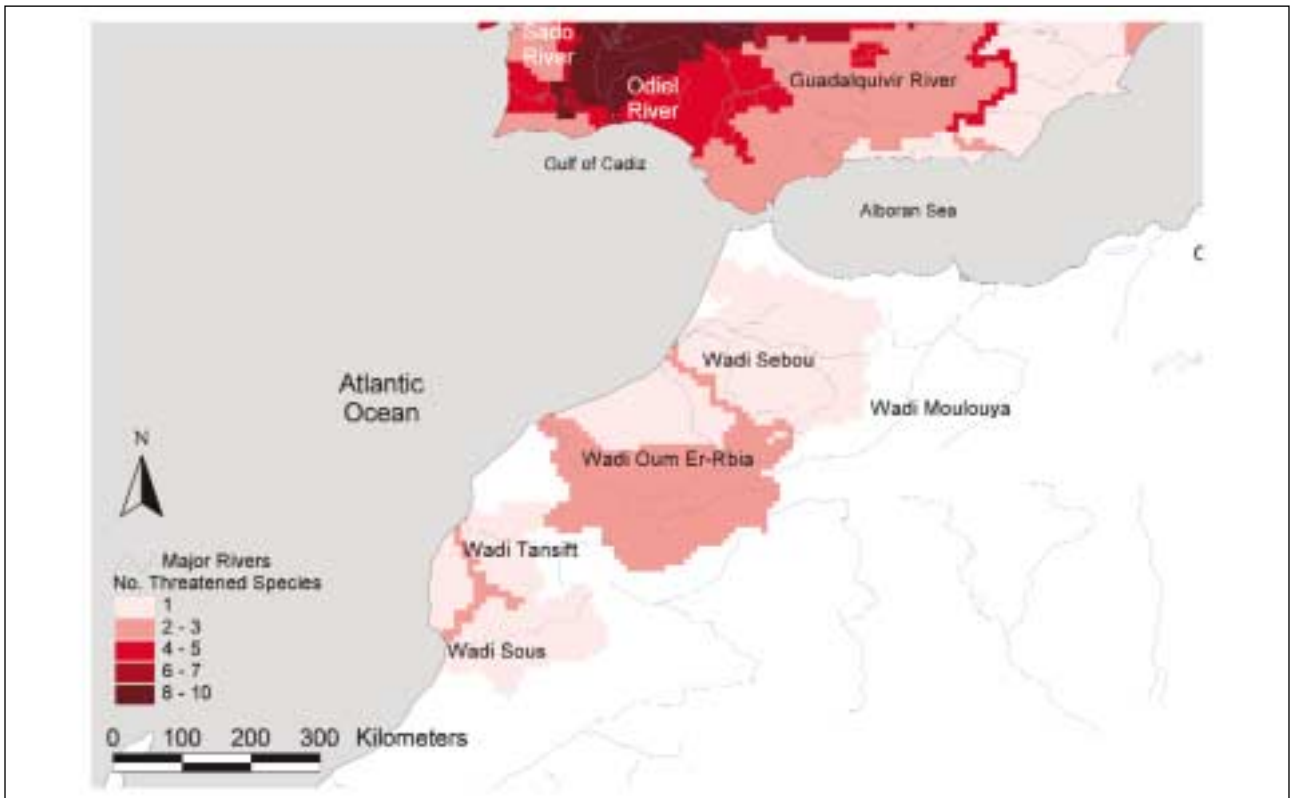 Sado
River
Odiel
River
Guadalquivir River
Gulf of Cadiz
Alboran Sea
C
Wadi Sebou
Atlantic
Ocean
Wadi Moulouya
N
Wadi Oum Er-Rbia
Wadi Tansift
Major Rivers
No. Threatened Species
1
2 - 3
4 - 5
6 - 7
8 - 10
Wadi Sous
0 100 200 300 Kilometers